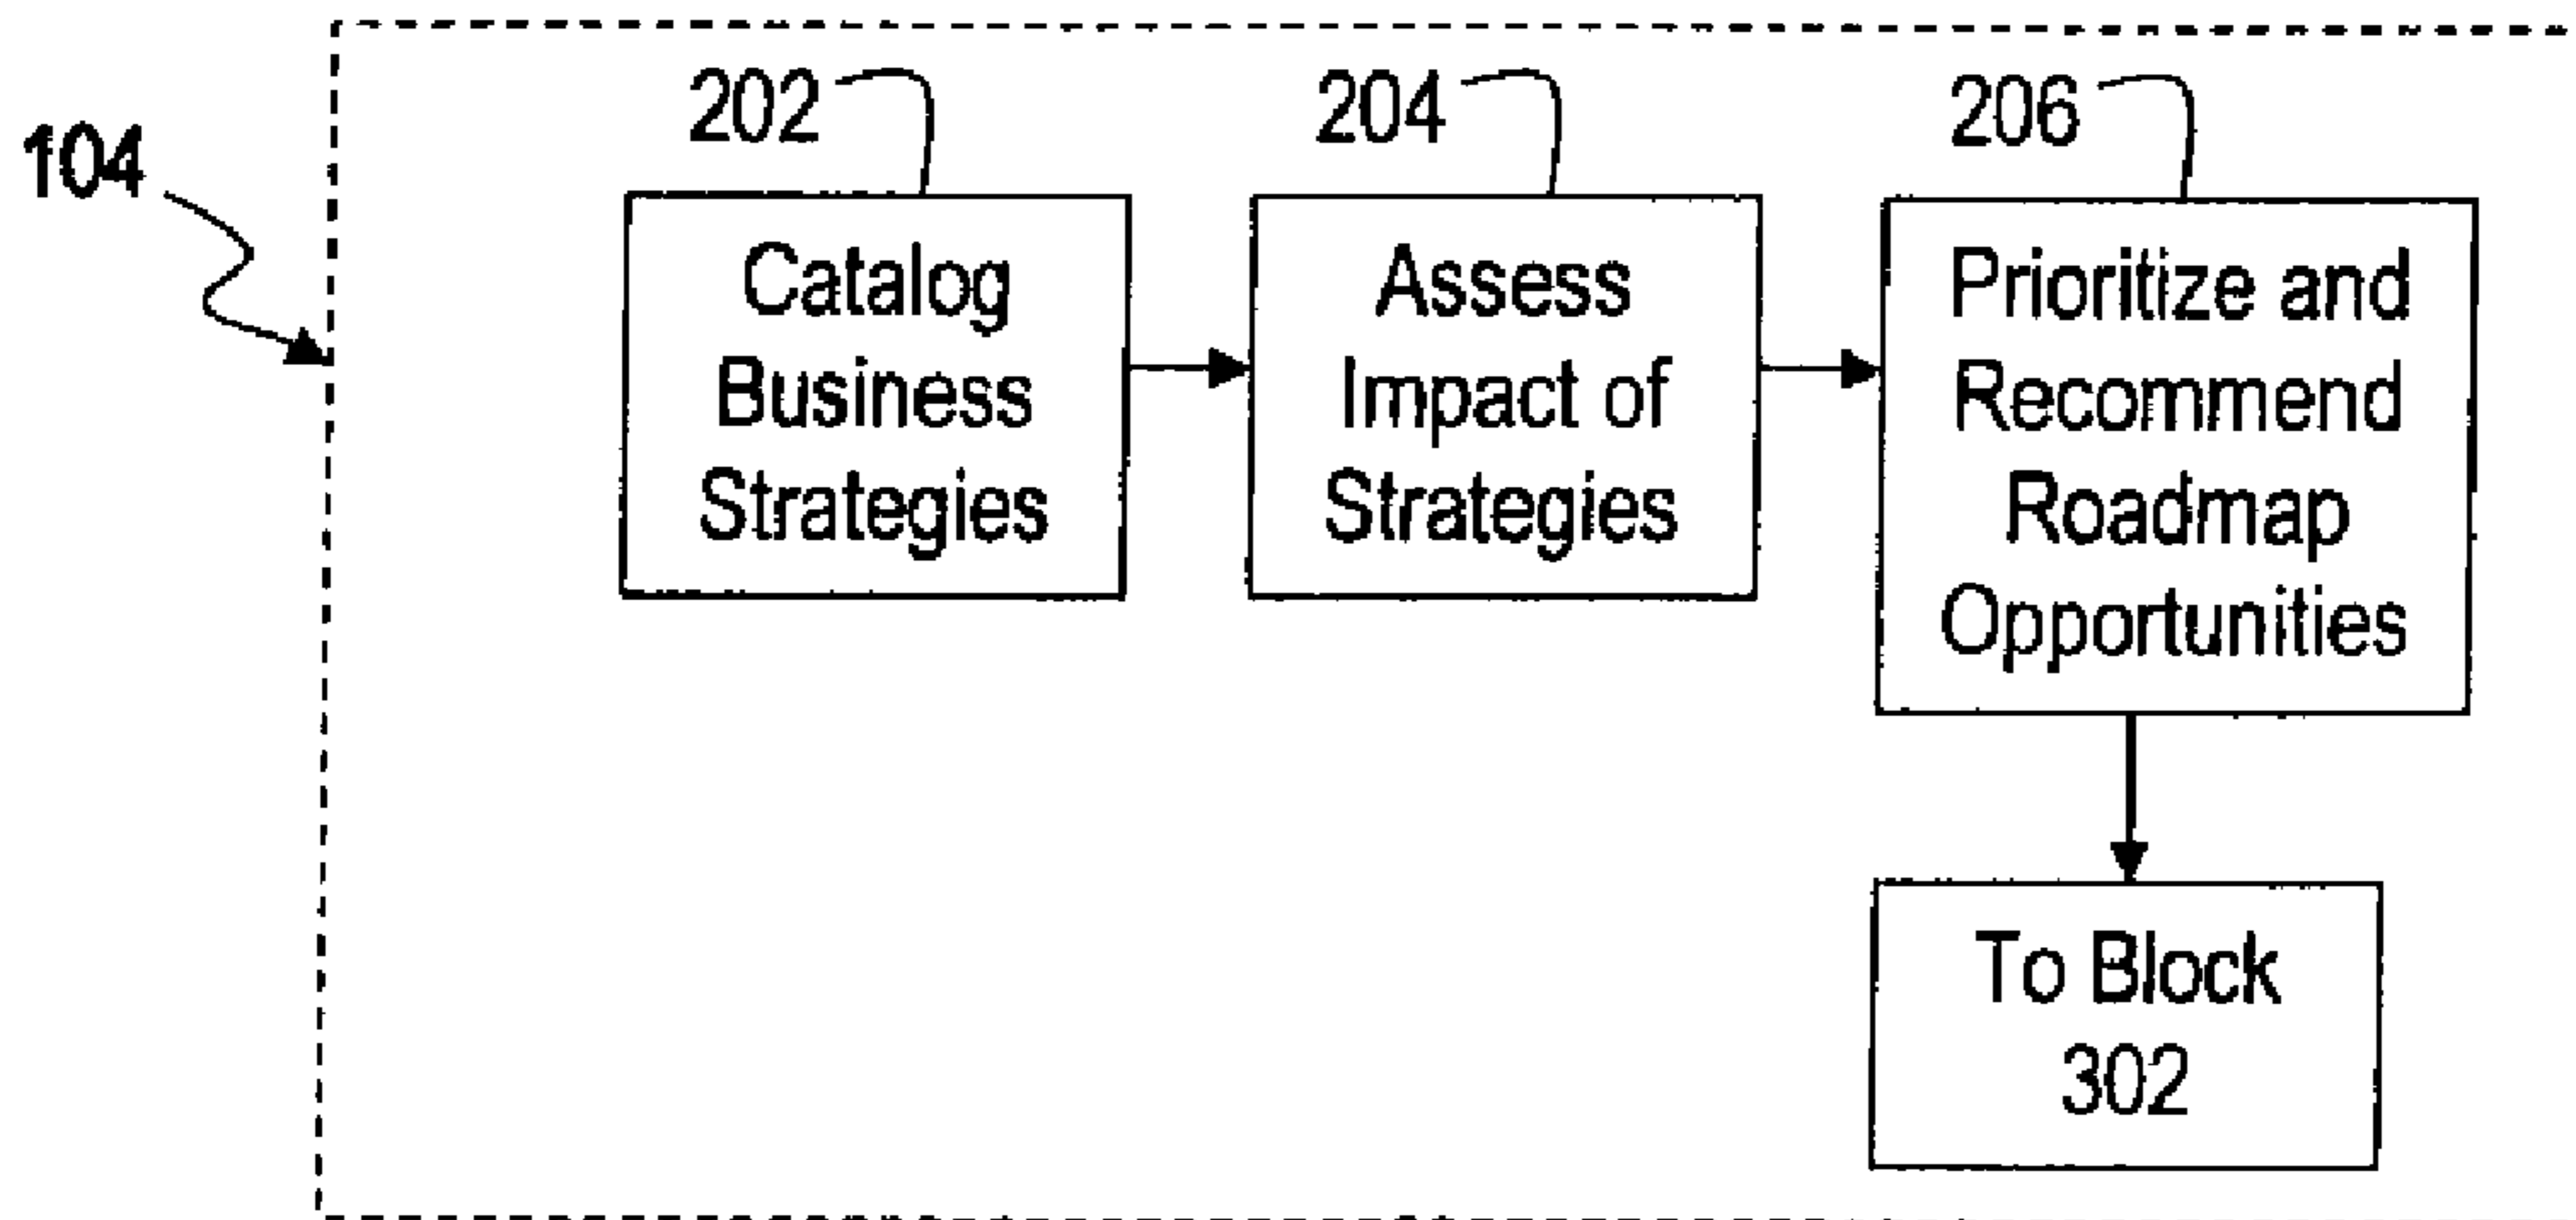 104
202
Catalog
Business
Strategies
204
Assess
Impact of
Strategies
206
Prioritize and
Recommend
Roadmap
Opportunities
To Block
302